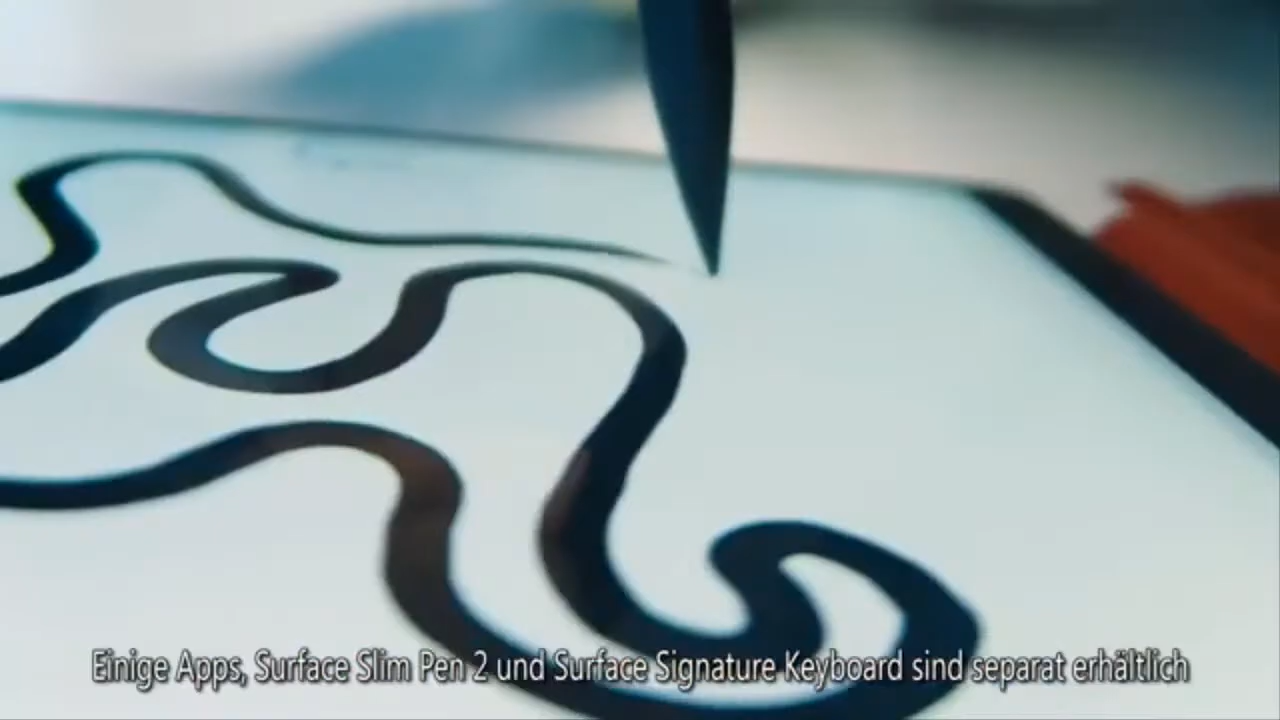 Einige Apps, Surface Slim Pen 2 und Surface Signature Keyboard sind separat erhältlich